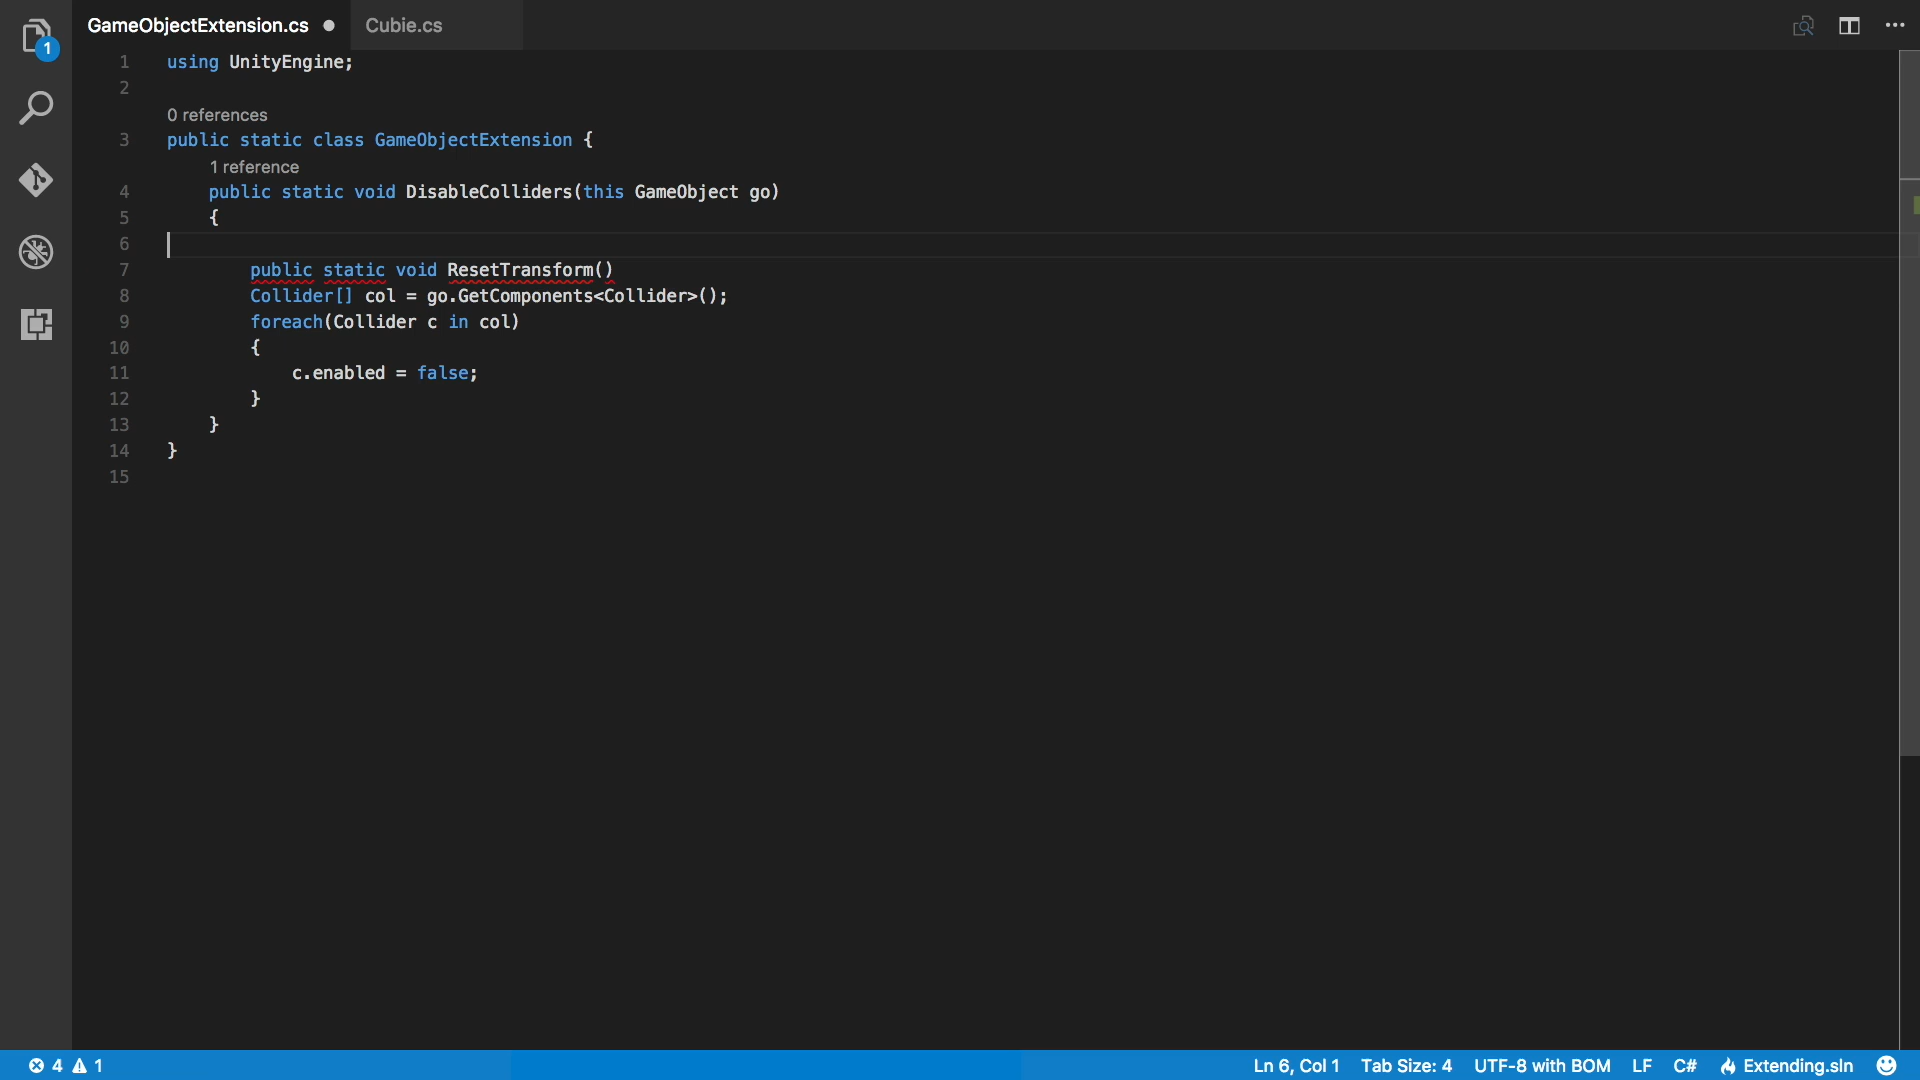 GameObjectExtension.cs Cubie.cs
1
1 using UnityEngine;
2
0 references
3 public static class GameObjectExtension {
1 reference
4 public static void DisableColliders(this GameObject go)
5 {
6
7 public static void ResetTransform()
8 Collider[] col = go.GetComponents<Collider>();
9 foreach(Collider c in col)
10 {
11 c.enabled = false;
12 }
13 }
14 }
15
4 1 Ln 6, Col 1 Tab Size: 4 UTF-8 with BOM LF C# Extending.sln